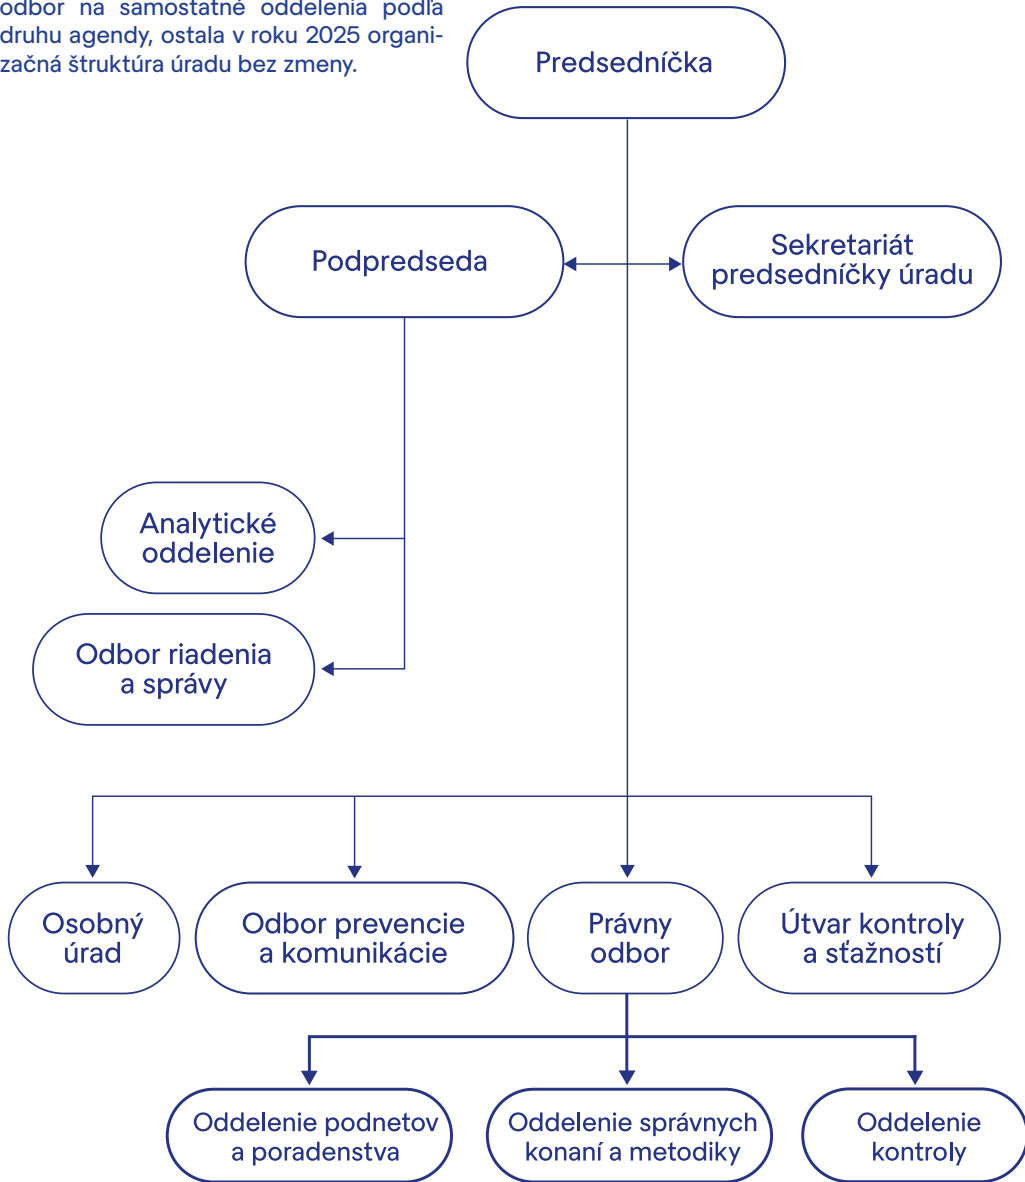 odbor na samostatné oddelenia podľa
druhu agendy, ostala v roku 2025 organi-
začná štruktúra úradu bez zmeny.
Predsedníčka
Podpredseda
Sekretariát
predsedníčky úradu
Analytické
oddelenie
Odbor riadenia
a správy
Osobný
úrad
Odbor prevencie
a komunikácie
Právny
odbor
Útvar kontroly
a sťažností
Oddelenie podnetov
a poradenstva
Oddelenie správnych
konaní a metodiky
Oddelenie
kontroly